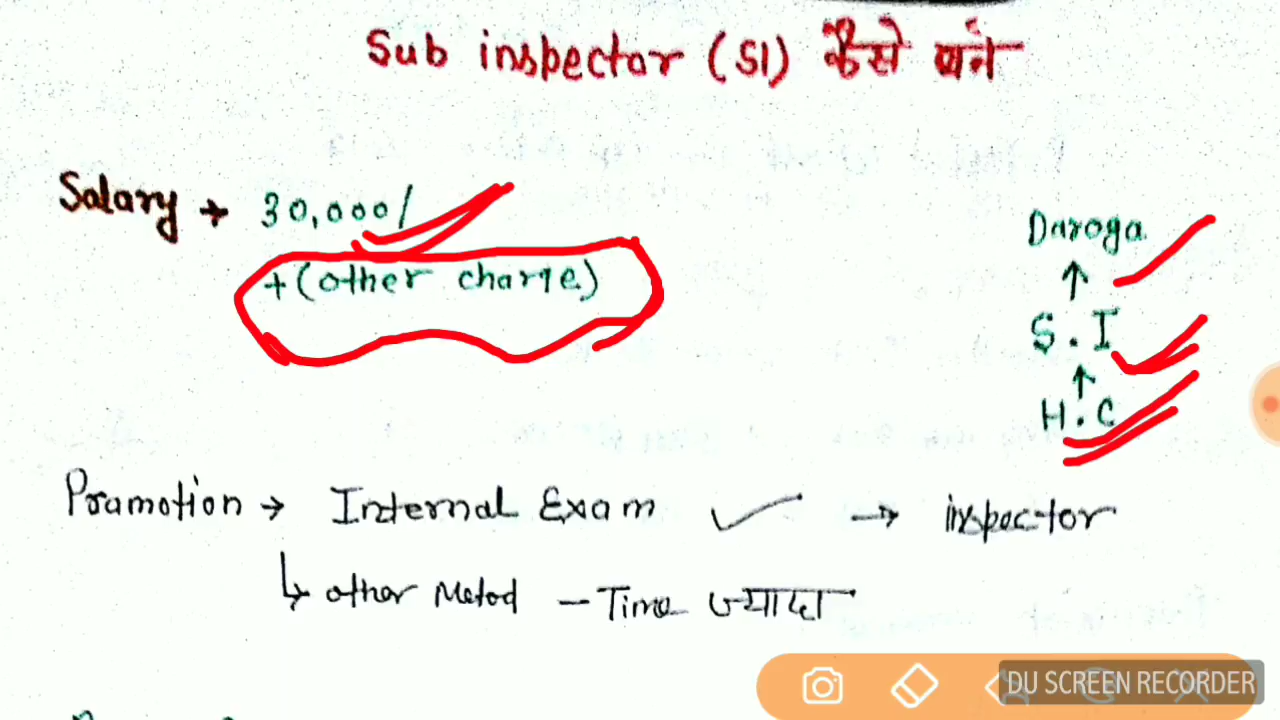 Sub inspector (SI) कैसे बने
Salary → 30,000/
+ (other charge)
Daroga
↑
S.I
↑
H.C
Pramotion → Internal Exam ✓ → inspector
↳ other Metod – Time ज्यादा
DU SCREEN RECORDER